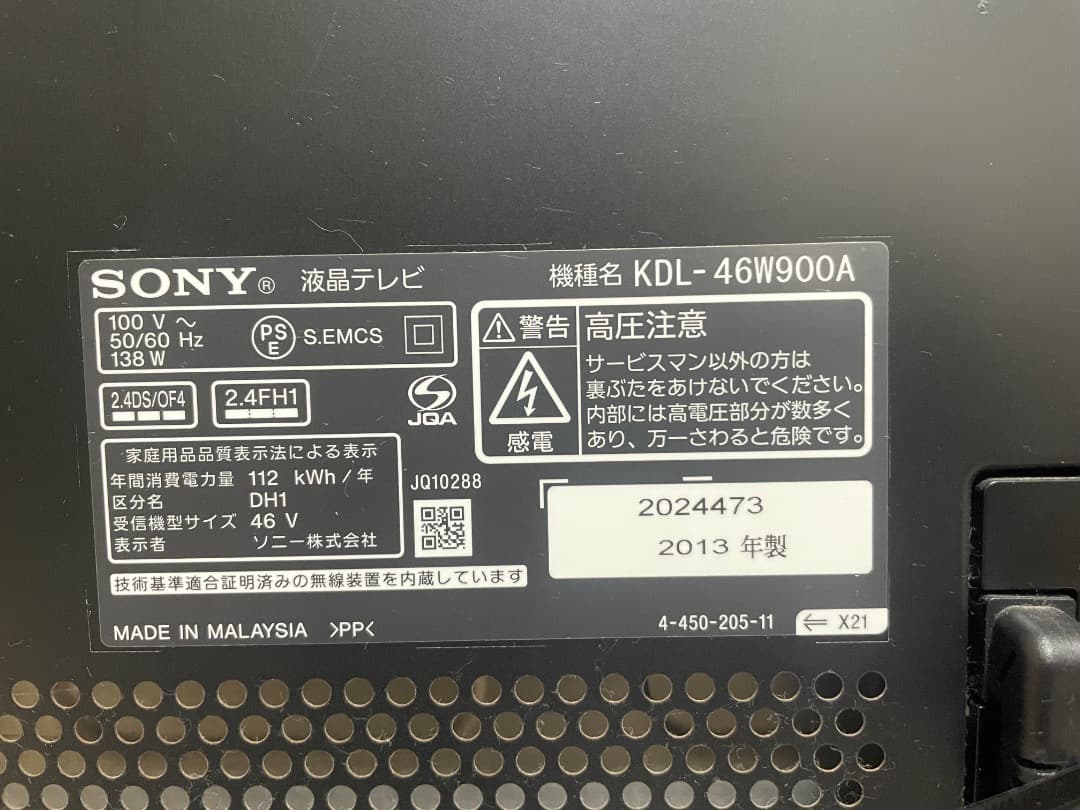 SONY® 液晶テレビ
機種名 KDL-46W900A
100 V ～
50/60 Hz
138 W
PS
E
S.EMCS
2.4DS/OF4
2.4FH1
JQA
警告
感電
高圧注意
サービスマン以外の方は
裏ぶたをあけないでください。
内部には高電圧部分が数多く
あり、万一さわると危険です。
家庭用品品質表示法による表示
年間消費電力量 112 kWh/年
区分名 DH1
受信機型サイズ 46 V
表示者 ソニー株式会社
JQ10288
2024473
2013 年製
技術基準適合証明済みの無線装置を内蔵しています
MADE IN MALAYSIA >PP<
4-450-205-11
⇐ X21